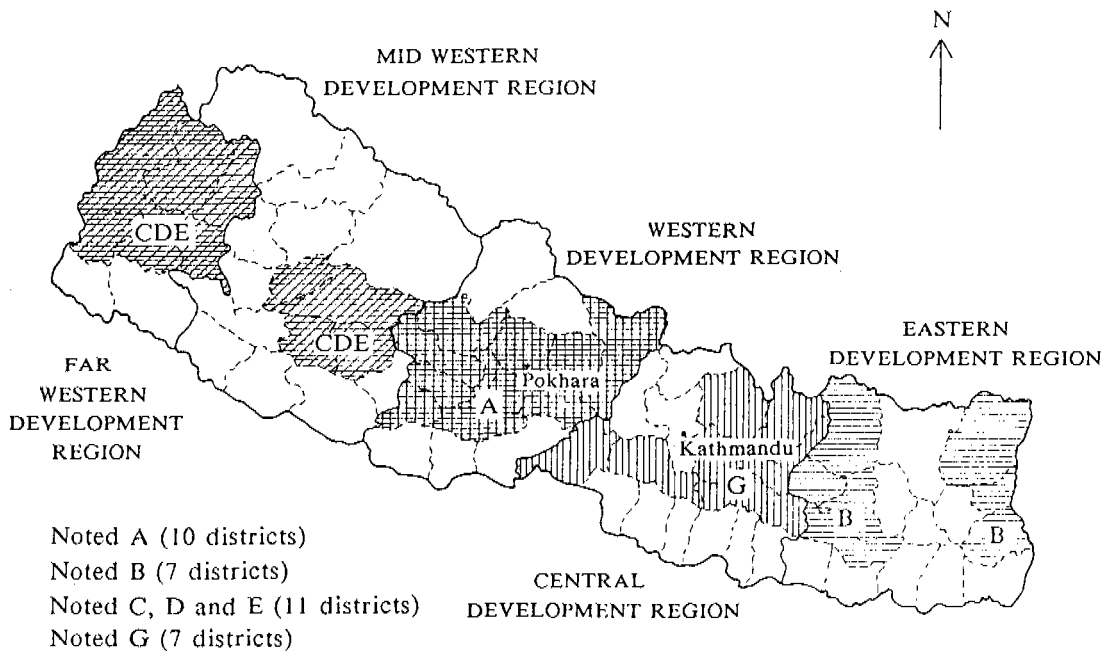 N
MID WESTERN
DEVELOPMENT REGION
CDE
WESTERN
DEVELOPMENT REGION
CDE
EASTERN
DEVELOPMENT REGION
FAR
WESTERN
DEVELOPMENT
REGION
Pokhara
A
Kathmandu
G
B
B
CENTRAL
DEVELOPMENT REGION
Noted A (10 districts)
Noted B (7 districts)
Noted C, D and E (11 districts)
Noted G (7 districts)